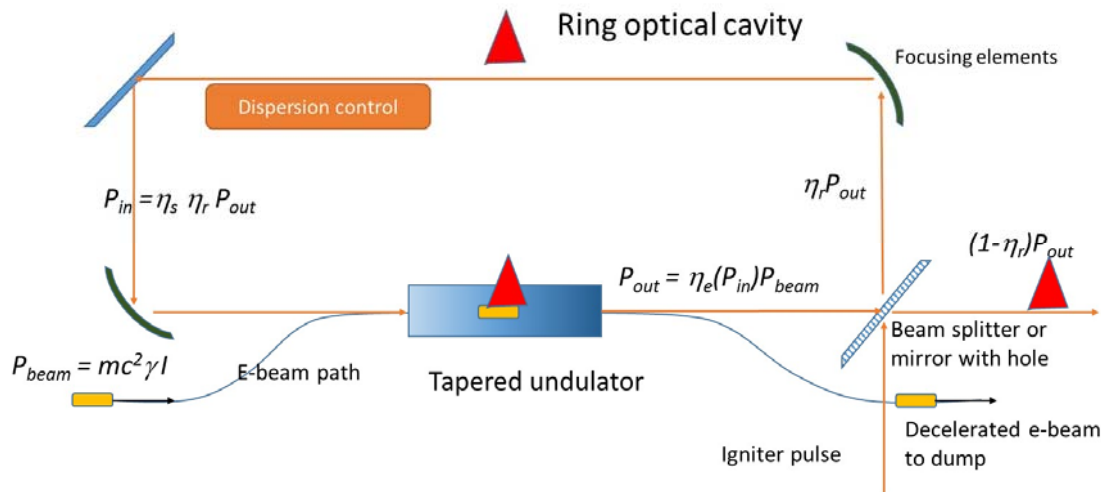 Ring optical cavity
Focusing elements
Dispersion control
P_in = η_s η_r P_out
η_r P_out
(1-η_r)P_out
P_out = η_e(P_in)P_beam
Beam splitter or
mirror with hole
P_beam = mc²γI
E-beam path
Tapered undulator
Decelerated e-beam
to dump
Igniter pulse